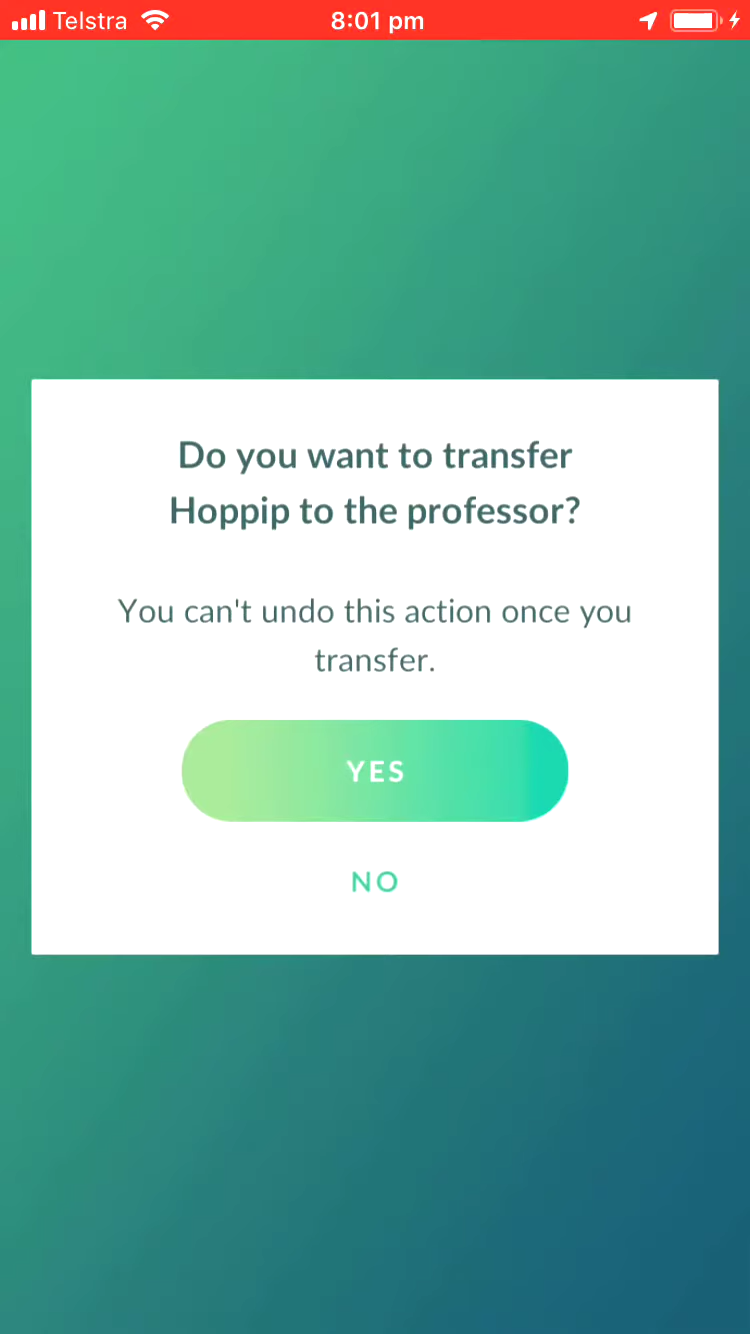 Telstra 8:01 pm
Do you want to transfer
Hoppip to the professor?
You can't undo this action once you
transfer.
YES
NO